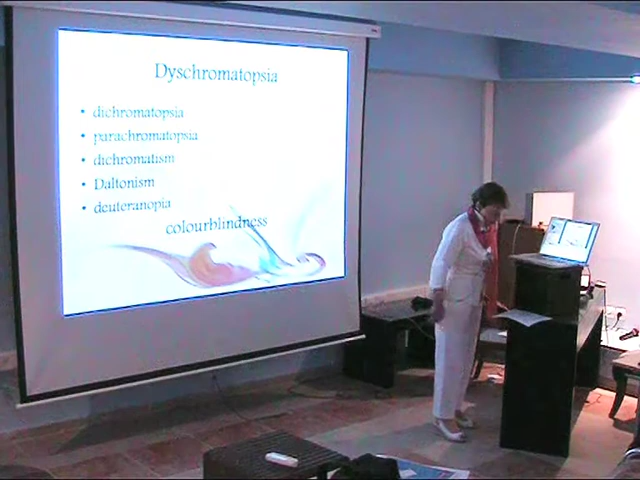 Dyschromatopsia
• dichromatopsia
• parachromatopsia
• dichromatism
• Daltonism
• deuteranopia
colourblindness